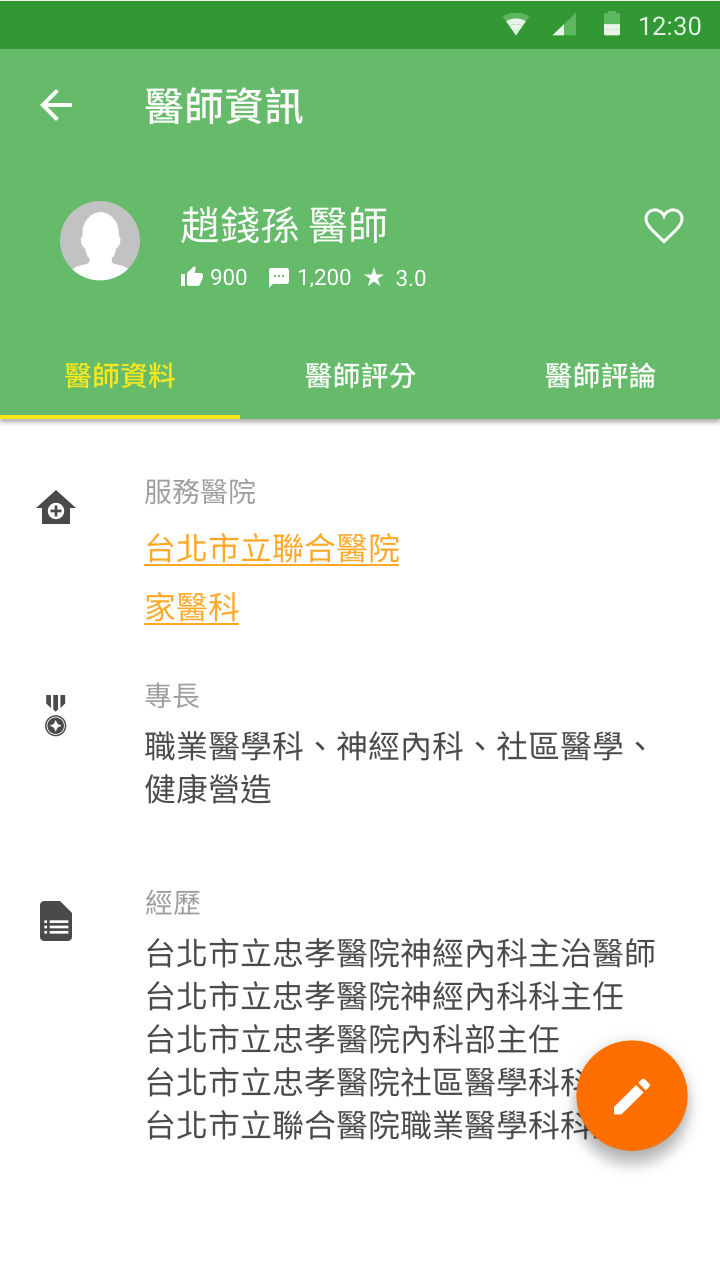 12:30
醫師資訊
趙錢孫 醫師
900 1,200 3.0
醫師資料 醫師評分 醫師評論
服務醫院
台北市立聯合醫院
家醫科
專長
職業醫學科、神經內科、社區醫學、
健康營造
經歷
台北市立忠孝醫院神經內科主治醫師
台北市立忠孝醫院神經內科科主任
台北市立忠孝醫院內科部主任
台北市立忠孝醫院社區醫學科
台北市立聯合醫院職業醫學科